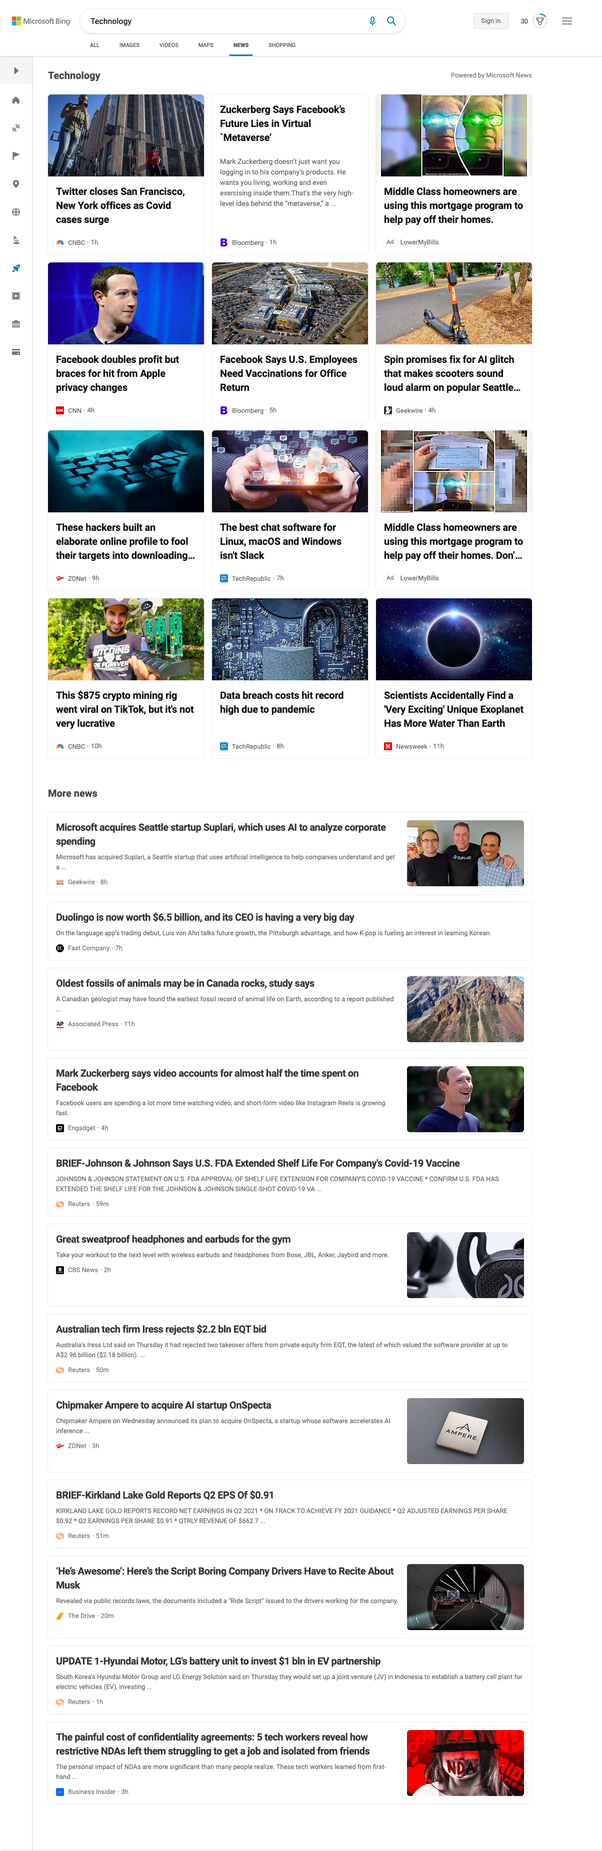 Microsoft Bing
Technology
Sign in
30
ALL IMAGES VIDEOS MAPS NEWS SHOPPING
Technology
Powered by Microsoft News
Twitter closes San Francisco,
New York offices as Covid
cases surge
CNBC · 1h
Zuckerberg Says Facebook's
Future Lies in Virtual
`Metaverse'
Mark Zuckerberg doesn't just want you
logging in to his company's products. He
wants you living, working and even
exercising inside them.That's the very high-
level idea behind the "metaverse," a ...
Bloomberg · 1h
Middle Class homeowners are
using this mortgage program to
help pay off their homes.
Ad LowerMyBills
Facebook doubles profit but
braces for hit from Apple
privacy changes
CNN · 4h
Facebook Says U.S. Employees
Need Vaccinations for Office
Return
Bloomberg · 5h
Spin promises fix for AI glitch
that makes scooters sound
loud alarm on popular Seattle...
Geekwire · 4h
These hackers built an
elaborate online profile to fool
their targets into downloading...
ZDNet · 9h
The best chat software for
Linux, macOS and Windows
isn't Slack
TechRepublic · 7h
Middle Class homeowners are
using this mortgage program to
help pay off their homes. Don'...
Ad LowerMyBills
BITCOINS
FOREVER
This $875 crypto mining rig
went viral on TikTok, but it's not
very lucrative
CNBC · 10h
Data breach costs hit record
high due to pandemic
TechRepublic · 8h
Scientists Accidentally Find a
'Very Exciting' Unique Exoplanet
Has More Water Than Earth
Newsweek · 11h
More news
Microsoft acquires Seattle startup Suplari, which uses AI to analyze corporate
spending
Microsoft has acquired Suplari, a Seattle startup that uses artificial intelligence to help companies understand and get
a ...
Geekwire · 8h
SUPLARI
Duolingo is now worth $6.5 billion, and its CEO is having a very big day
On the language app's trading debut, Luis von Ahn talks future growth, the Pittsburgh advantage, and how K-pop is fueling an interest in learning Korean.
Fast Company · 7h
Oldest fossils of animals may be in Canada rocks, study says
A Canadian geologist may have found the earliest fossil record of animal life on Earth, according to a report published
...
AP Associated Press · 11h
Mark Zuckerberg says video accounts for almost half the time spent on
Facebook
Facebook users are spending a lot more time watching video, and short-form video like Instagram Reels is growing
fast.
Engadget · 4h
BRIEF-Johnson & Johnson Says U.S. FDA Extended Shelf Life For Company's Covid-19 Vaccine
JOHNSON & JOHNSON STATEMENT ON U.S. FDA APPROVAL OF SHELF LIFE EXTENSION FOR COMPANY'S COVID-19 VACCINE * CONFIRM U.S. FDA HAS
EXTENDED THE SHELF LIFE FOR THE JOHNSON & JOHNSON SINGLE-SHOT COVID-19 VA ...
Reuters · 59m
Great sweatproof headphones and earbuds for the gym
Take your workout to the next level with wireless earbuds and headphones from Bose, JBL, Anker, Jaybird and more.
CBS News · 2h
Australian tech firm Iress rejects $2.2 bln EQT bid
Australia's Iress Ltd said on Thursday it had rejected two takeover offers from private equity firm EQT, the latest of which valued the software provider at up to
A$2.96 billion ($2.18 billion). ...
Reuters · 50m
Chipmaker Ampere to acquire AI startup OnSpecta
Chipmaker Ampere on Wednesday announced its plan to acquire OnSpecta, a startup whose software accelerates AI
inference ...
ZDNet · 3h
AMPERE
BRIEF-Kirkland Lake Gold Reports Q2 EPS Of $0.91
KIRKLAND LAKE GOLD REPORTS RECORD NET EARNINGS IN Q2 2021 * ON TRACK TO ACHIEVE FY 2021 GUIDANCE * Q2 ADJUSTED EARNINGS PER SHARE
$0.92 * Q2 EARNINGS PER SHARE $0.91 * QTRLY REVENUE OF $662.7 ...
Reuters · 51m
'He's Awesome': Here's the Script Boring Company Drivers Have to Recite About
Musk
Revealed via public records laws, the documents included a "Ride Script" issued to the drivers working for the company.
The Drive · 20m
UPDATE 1-Hyundai Motor, LG's battery unit to invest $1 bln in EV partnership
South Korea's Hyundai Motor Group and LG Energy Solution said on Thursday they would set up a joint venture (JV) in Indonesia to establish a battery cell plant for
electric vehicles (EV), investing ...
Reuters · 1h
The painful cost of confidentiality agreements: 5 tech workers reveal how
restrictive NDAs left them struggling to get a job and isolated from friends
The personal impact of NDAs are more significant than many people realize. These tech workers learned from first-
hand ...
Business Insider · 3h
NDA